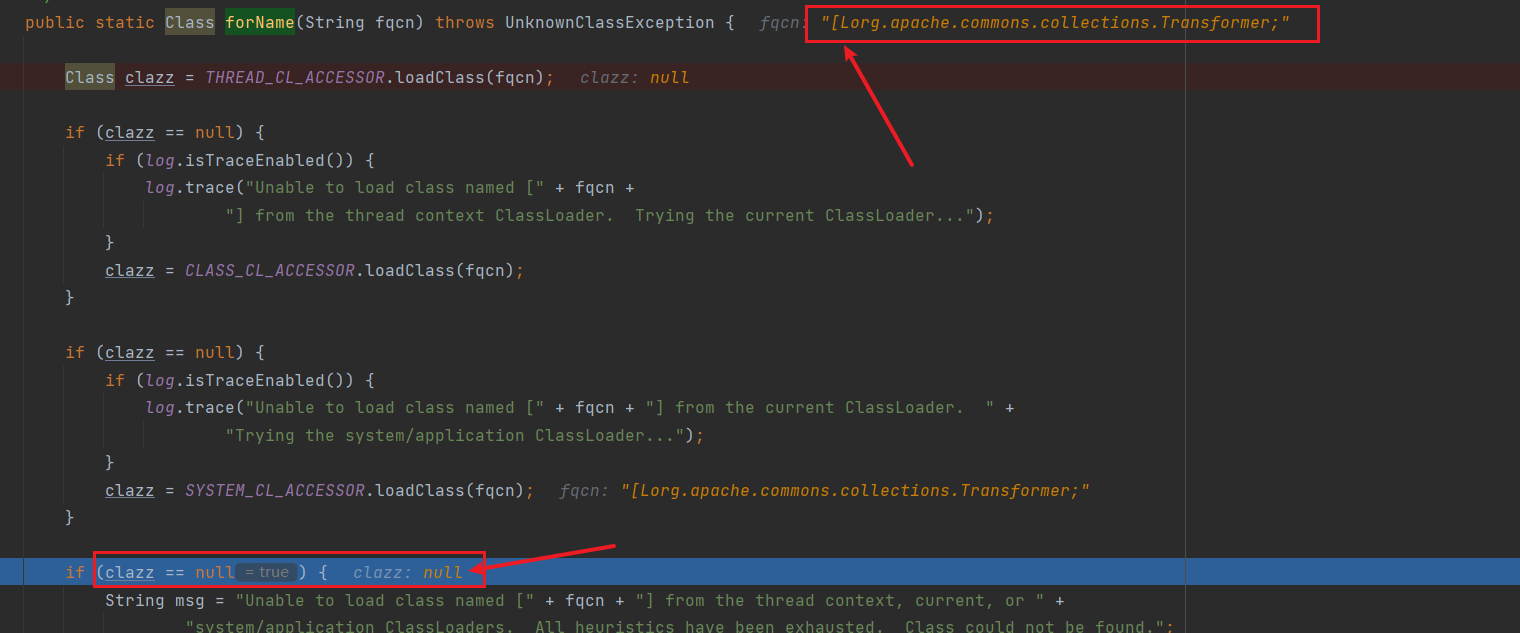 public static Class forName(String fqcn) throws UnknownClassException {   fqcn: "[Lorg.apache.commons.collections.Transformer;"
Class clazz = THREAD_CL_ACCESSOR.loadClass(fqcn);   clazz: null
if (clazz == null) {
if (log.isTraceEnabled()) {
log.trace("Unable to load class named [" + fqcn +
"] from the thread context ClassLoader.  Trying the current ClassLoader...");
}
clazz = CLASS_CL_ACCESSOR.loadClass(fqcn);
}
if (clazz == null) {
if (log.isTraceEnabled()) {
log.trace("Unable to load class named [" + fqcn + "] from the current ClassLoader.  " +
"Trying the system/application ClassLoader...");
}
clazz = SYSTEM_CL_ACCESSOR.loadClass(fqcn);   fqcn: "[Lorg.apache.commons.collections.Transformer;"
}
if (clazz == null = true ) {   clazz: null
String msg = "Unable to load class named [" + fqcn + "] from the thread context, current, or " +
"system/application ClassLoaders.  All heuristics have been exhausted.  Class could not be found.";